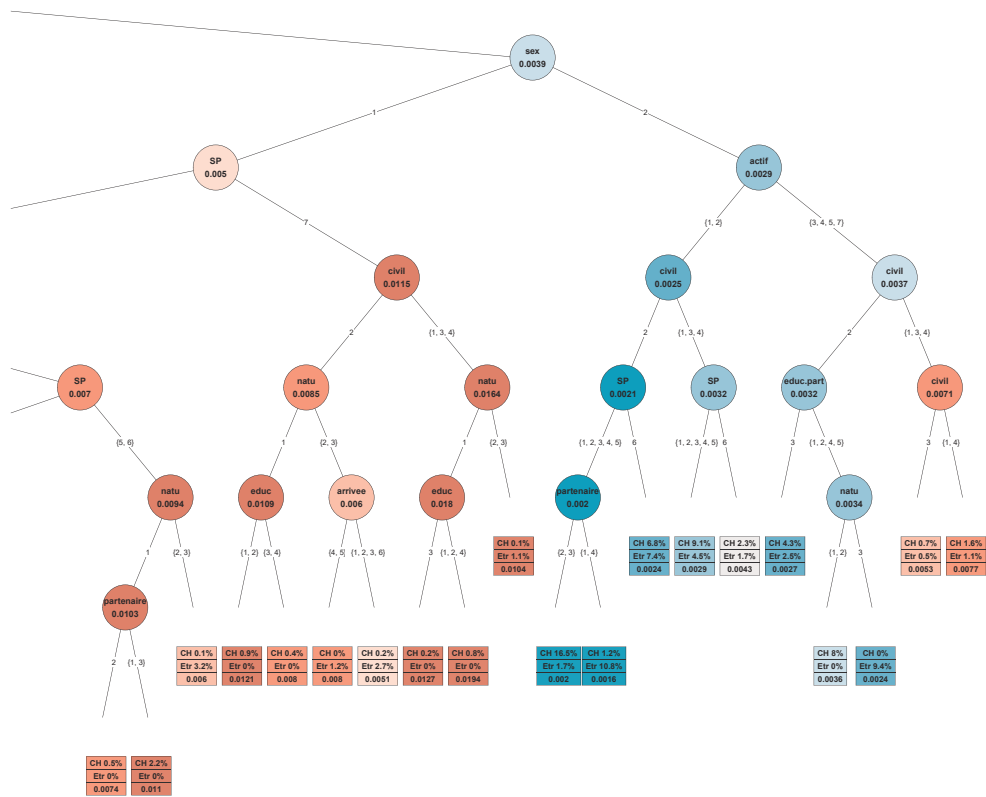 sex
0.0039
1
2
SP
0.005
actif
0.0029
7
{1, 2}
{3, 4, 5, 7}
civil
0.0115
civil
0.0025
civil
0.0037
2
{1, 3, 4}
2
{1, 3, 4}
2
{1, 3, 4}
SP
0.007
natu
0.0085
natu
0.0164
SP
0.0021
SP
0.0032
educ.part
0.0032
civil
0.0071
{5, 6}
1
{2, 3}
1
{2, 3}
{1, 2, 3, 4, 5}
6
{1, 2, 3, 4, 5}
6
3
{1, 2, 4, 5}
3
{1, 4}
natu
0.0094
educ
0.0109
arrivee
0.006
educ
0.018
partenaire
0.002
natu
0.0034
CH 0.1%
Etr 1.1%
0.0104
CH 6.8%
Etr 7.4%
0.0024
CH 9.1%
Etr 4.5%
0.0029
CH 2.3%
Etr 1.7%
0.0043
CH 4.3%
Etr 2.5%
0.0027
CH 0.7%
Etr 0.5%
0.0053
CH 1.6%
Etr 1.1%
0.0077
1
{2, 3}
{1, 2}
{3, 4}
{4, 5
{1, 2, 3, 6}
3
{1, 2, 4}
{2, 3}
{1, 4}
{1, 2}
3
partenaire
0.0103
2
{1, 3}
CH 0.1%
Etr 3.2%
0.006
CH 0.9%
Etr 0%
0.0121
CH 0.4%
Etr 0%
0.008
CH 0%
Etr 1.2%
0.008
CH 0.2%
Etr 2.7%
0.0051
CH 0.2%
Etr 0%
0.0127
CH 0.8%
Etr 0%
0.0194
CH 16.5%
Etr 1.7%
0.002
CH 1.2%
Etr 10.8%
0.0016
CH 8%
Etr 0%
0.0036
CH 0%
Etr 9.4%
0.0024
CH 0.5%
Etr 0%
0.0074
CH 2.2%
Etr 0%
0.011